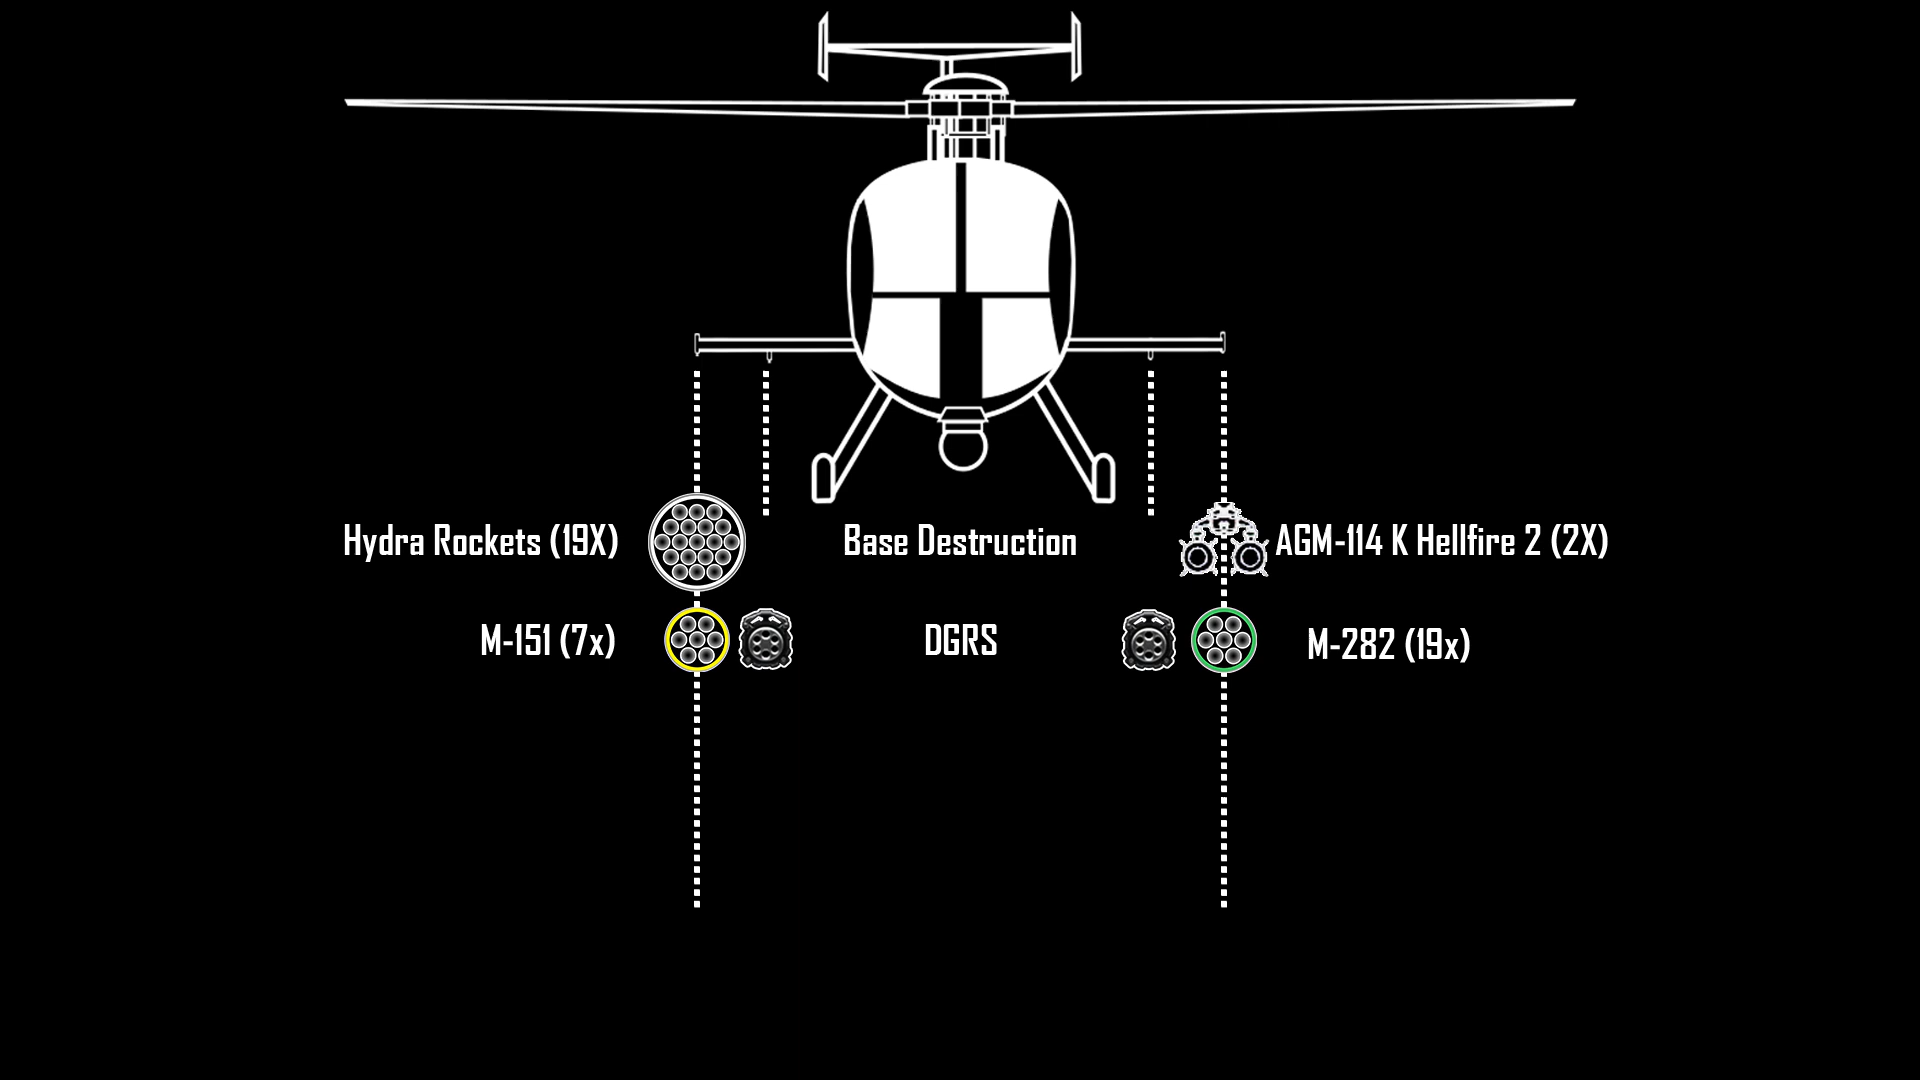 Hydra Rockets (19X)
Base Destruction
AGM-114 K Hellfire 2 (2X)
M-151 (7x)
DGRS
M-282 (19x)